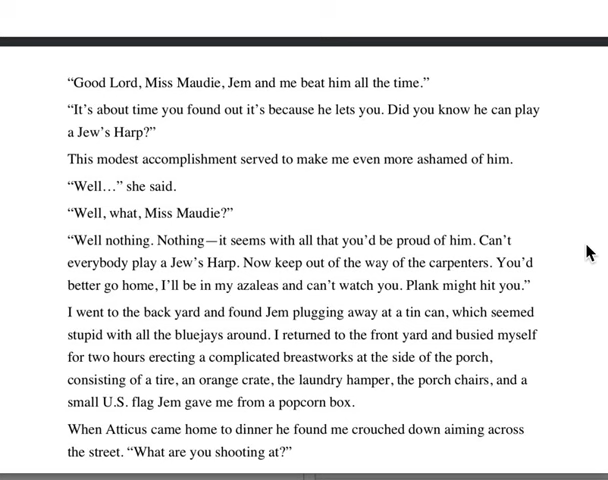 “Good Lord, Miss Maudie, Jem and me beat him all the time.”
“It’s about time you found out it’s because he lets you. Did you know he can play
a Jew’s Harp?”
This modest accomplishment served to make me even more ashamed of him.
“Well…” she said.
“Well, what, Miss Maudie?”
“Well nothing. Nothing—it seems with all that you’d be proud of him. Can’t
everybody play a Jew’s Harp. Now keep out of the way of the carpenters. You’d
better go home, I’ll be in my azaleas and can’t watch you. Plank might hit you.”
I went to the back yard and found Jem plugging away at a tin can, which seemed
stupid with all the bluejays around. I returned to the front yard and busied myself
for two hours erecting a complicated breastworks at the side of the porch,
consisting of a tire, an orange crate, the laundry hamper, the porch chairs, and a
small U.S. flag Jem gave me from a popcorn box.
When Atticus came home to dinner he found me crouched down aiming across
the street. “What are you shooting at?”